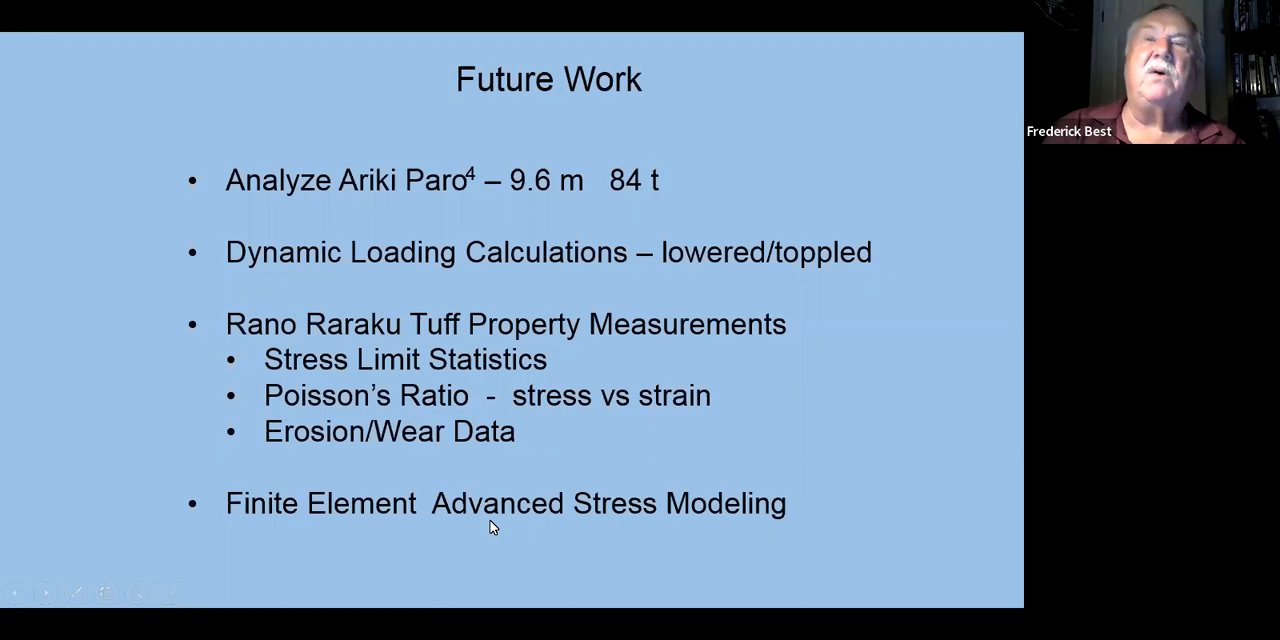 Future Work
• Analyze Ariki Paro⁴ – 9.6 m 84 t
• Dynamic Loading Calculations – lowered/toppled
• Rano Raraku Tuff Property Measurements
• Stress Limit Statistics
• Poisson’s Ratio - stress vs strain
• Erosion/Wear Data
• Finite Element Advanced Stress Modeling
Frederick Best